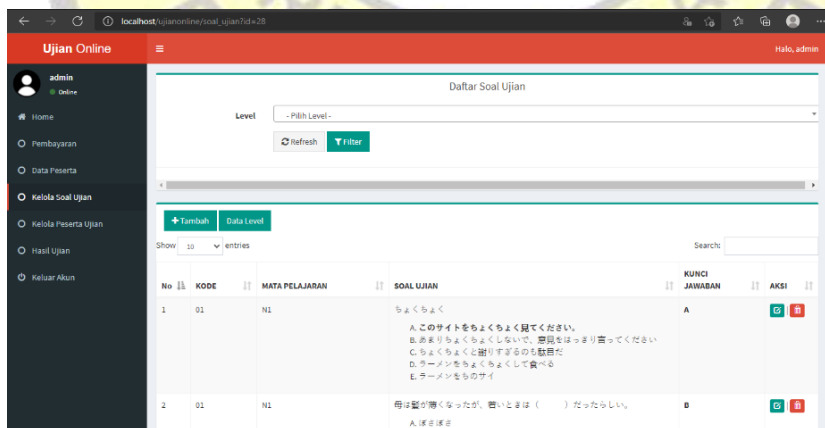 localhost/ujianonline/soal_ujian?id=28
Ujian Online
Halo, admin
admin
Online
Home
Pembayaran
Data Peserta
Kelola Soal Ujian
Kelola Peserta Ujian
Hasil Ujian
Keluar Akun
Daftar Soal Ujian
Level
- Pilih Level -
Refresh
Filter
+Tambah
Data Level
Show 10 entries
Search:
No KODE MATA PELAJARAN SOAL UJIAN KUNCI JAWABAN AKSI
1 01 N1 ちょくちょく A
A. このサイトをちょくちょく見てください。
B. あまりちょくちょくしないで、意見をはっきり言ってください
C. ちょくちょくと謝りすぎるのも駄目だ
D. ラーメンをちょくちょくして食べる
E. ラーメンをちのサイ
2 01 N1 母は髪が薄くなったが、若いときは（　　）だったらしい。 B
A. ぼさぼさ